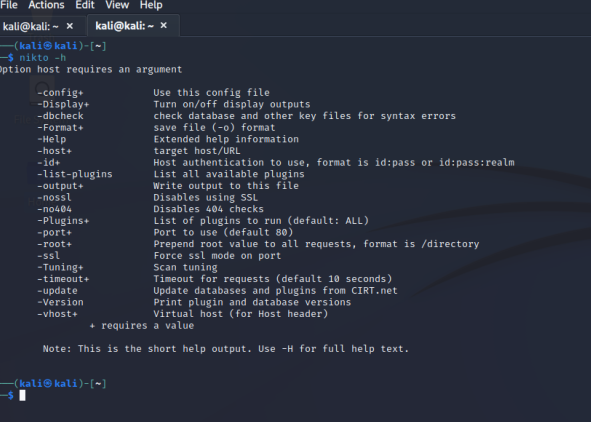 File Actions Edit View Help
kali@kali: ~ × kali@kali: ~ ×
──(kali㉿kali)-[~]
─$ nikto -h
Option host requires an argument
-config+ Use this config file
-Display+ Turn on/off display outputs
-dbcheck check database and other key files for syntax errors
-Format+ save file (-o) format
-Help Extended help information
-host+ target host/URL
-id+ Host authentication to use, format is id:pass or id:pass:realm
-list-plugins List all available plugins
-output+ Write output to this file
-nossl Disables using SSL
-no404 Disables 404 checks
-Plugins+ List of plugins to run (default: ALL)
-port+ Port to use (default 80)
-root+ Prepend root value to all requests, format is /directory
-ssl Force ssl mode on port
-Tuning+ Scan tuning
-timeout+ Timeout for requests (default 10 seconds)
-update Update databases and plugins from CIRT.net
-Version Print plugin and database versions
-vhost+ Virtual host (for Host header)
+ requires a value
Note: This is the short help output. Use -H for full help text.
──(kali㉿kali)-[~]
─$